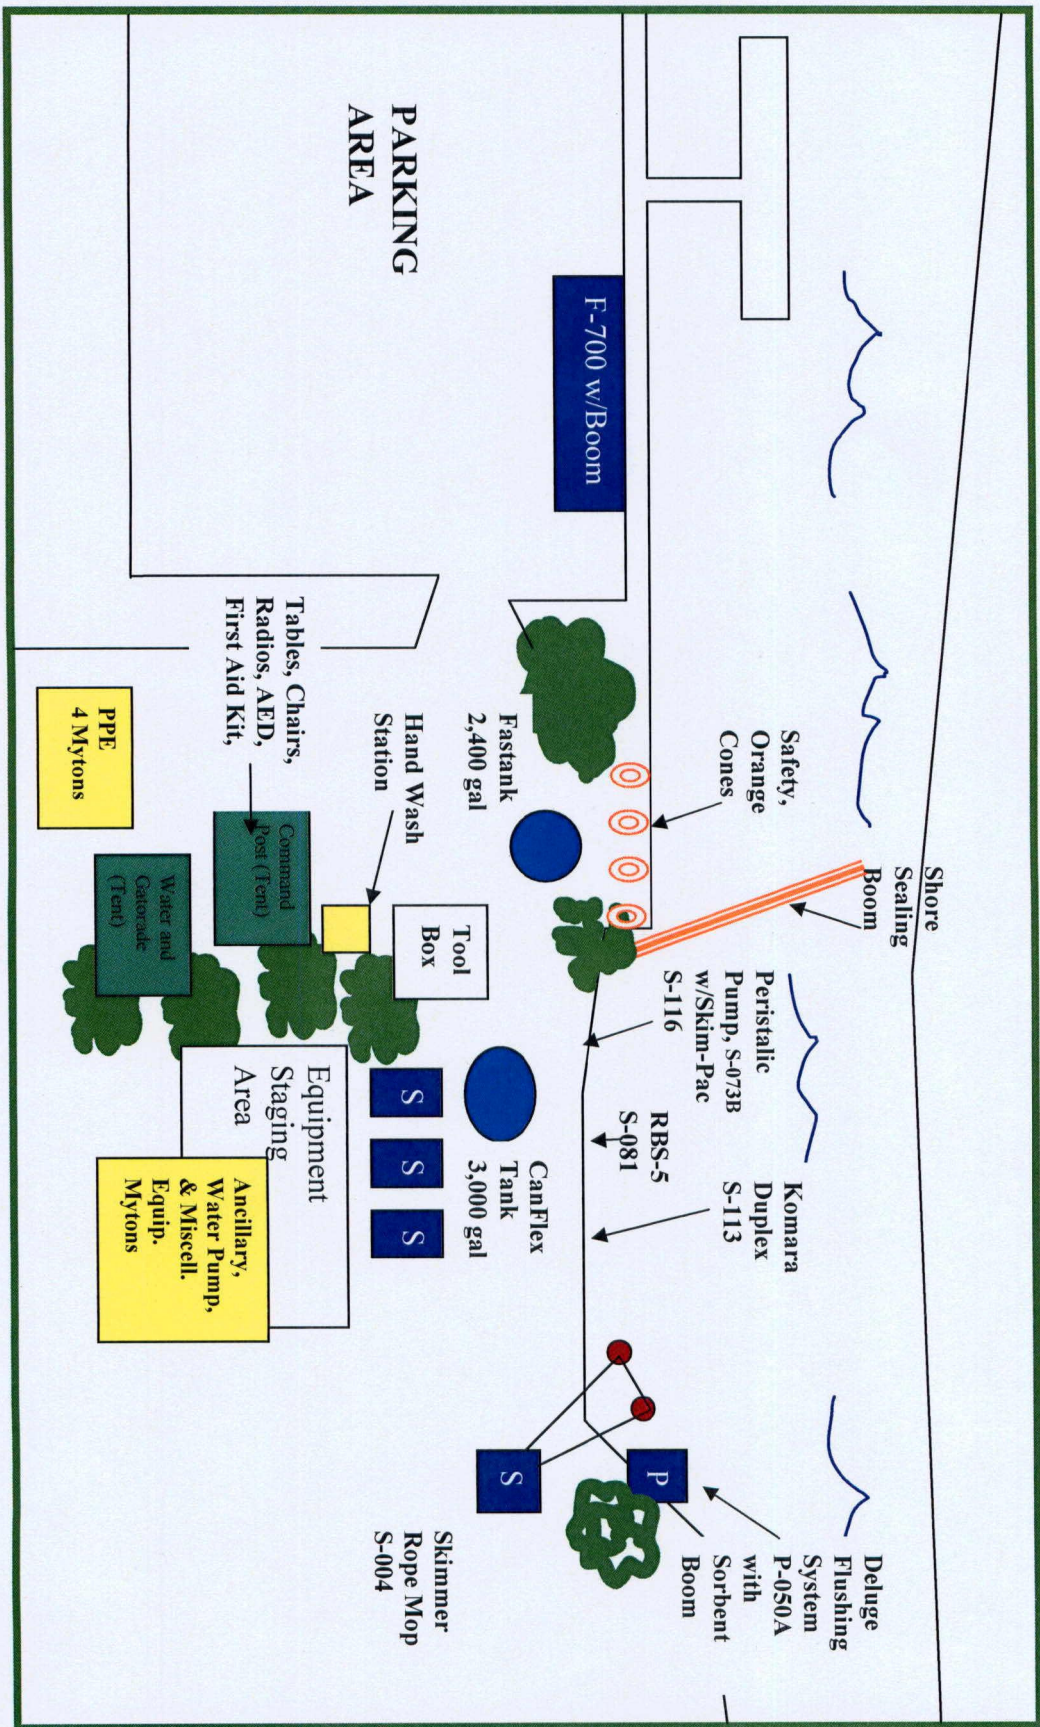 PARKING
AREA
F-700 w/Boom
Safety,
Orange
Cones
Shore
Sealing
Boom
Fastank
2,400 gal
Hand Wash
Station
Tables, Chairs,
Radios, AED,
First Aid Kit,
PPE
4 Mytons
Command
Post (Tent)
Water and
Gatorade
(Tent)
Tool
Box
Peristalic
Pump, S-073B
w/Skim-Pac
S-116
RBS-5
S-081
Komara
Duplex
S-113
CanFlex
Tank
3,000 gal
S
S
S
Equipment
Staging
Area
Ancillary,
Water Pump,
& Miscell.
Equip.
Mytons
P
S
Deluge
Flushing
System
P-050A
with
Sorbent
Boom
Skimmer
Rope Mop
S-004